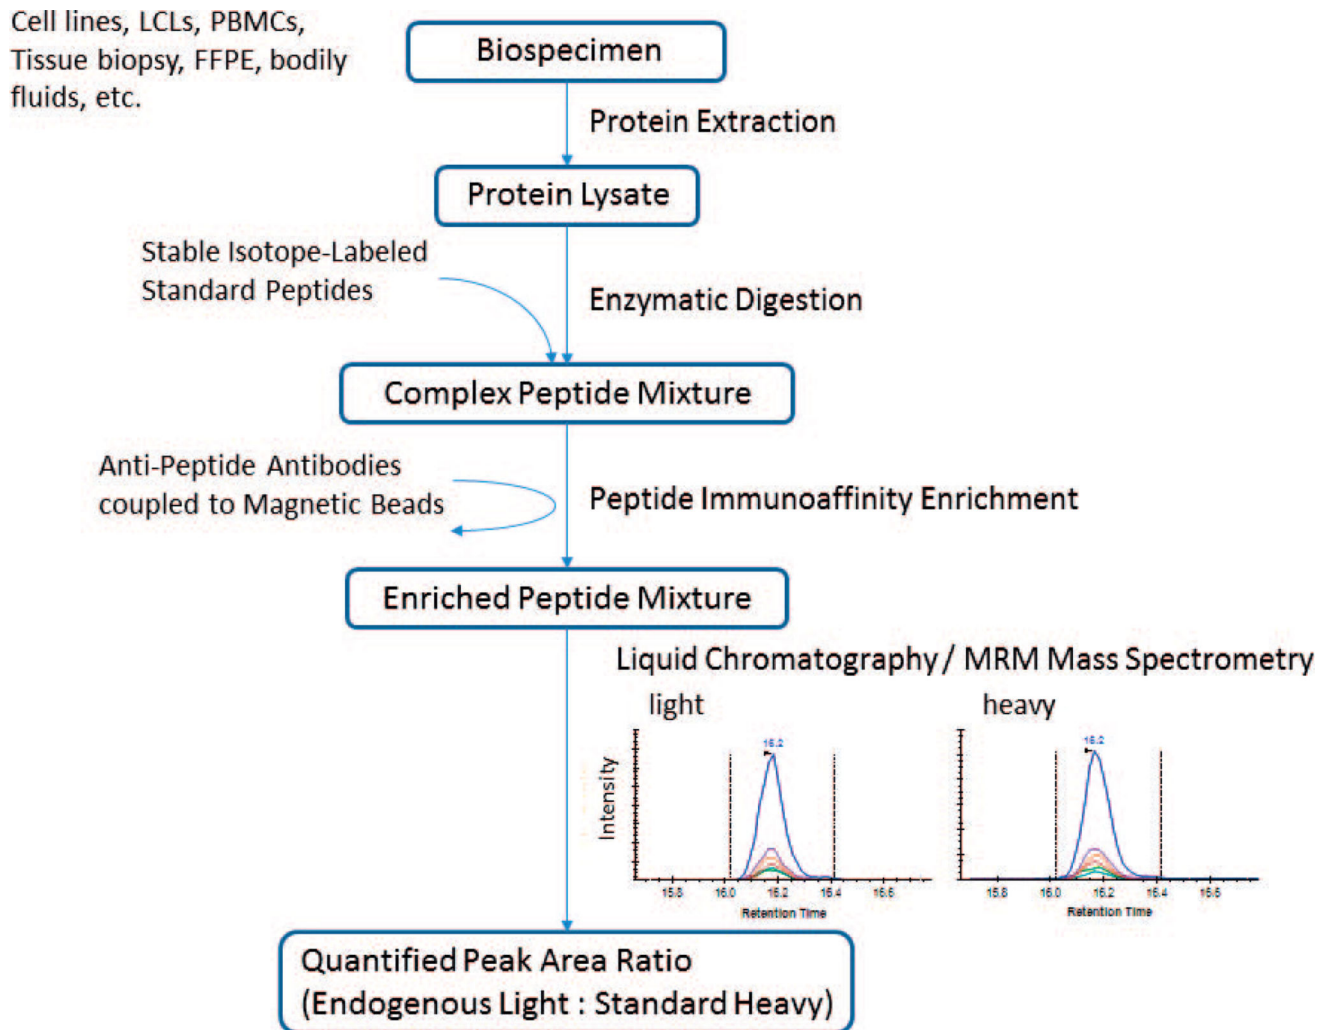 Cell lines, LCLs, PBMCs,
Tissue biopsy, FFPE, bodily
fluids, etc.
Biospecimen
Protein Extraction
Protein Lysate
Stable Isotope-Labeled
Standard Peptides
Enzymatic Digestion
Complex Peptide Mixture
Anti-Peptide Antibodies
coupled to Magnetic Beads
Peptide Immunoaffinity Enrichment
Enriched Peptide Mixture
Liquid Chromatography / MRM Mass Spectrometry
light
heavy
16.2
16.2
Intensity
15.8 16.0 16.2 16.4 16.6
Retention Time
15.8 16.0 16.2 16.4 16.6
Retention Time
Quantified Peak Area Ratio
(Endogenous Light : Standard Heavy)